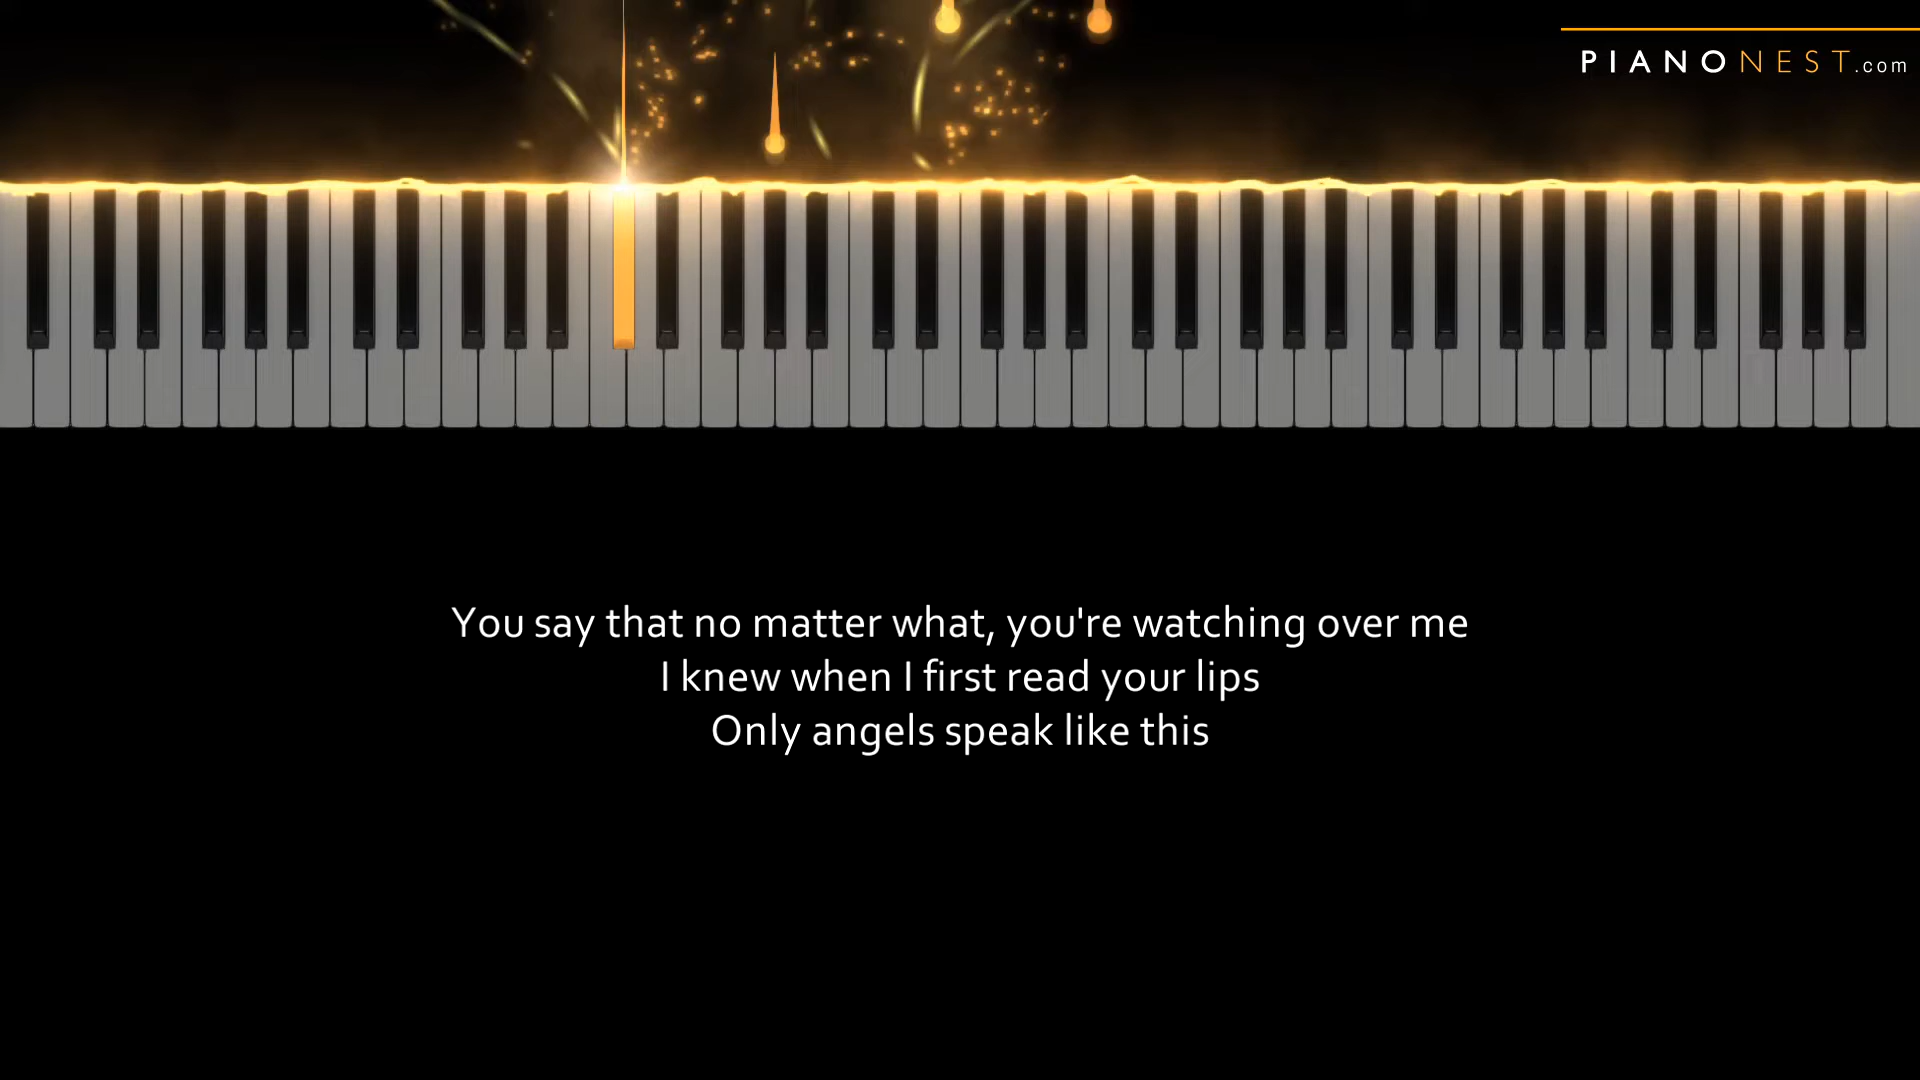 PIANONEST.com
You say that no matter what, you're watching over me
I knew when I first read your lips
Only angels speak like this